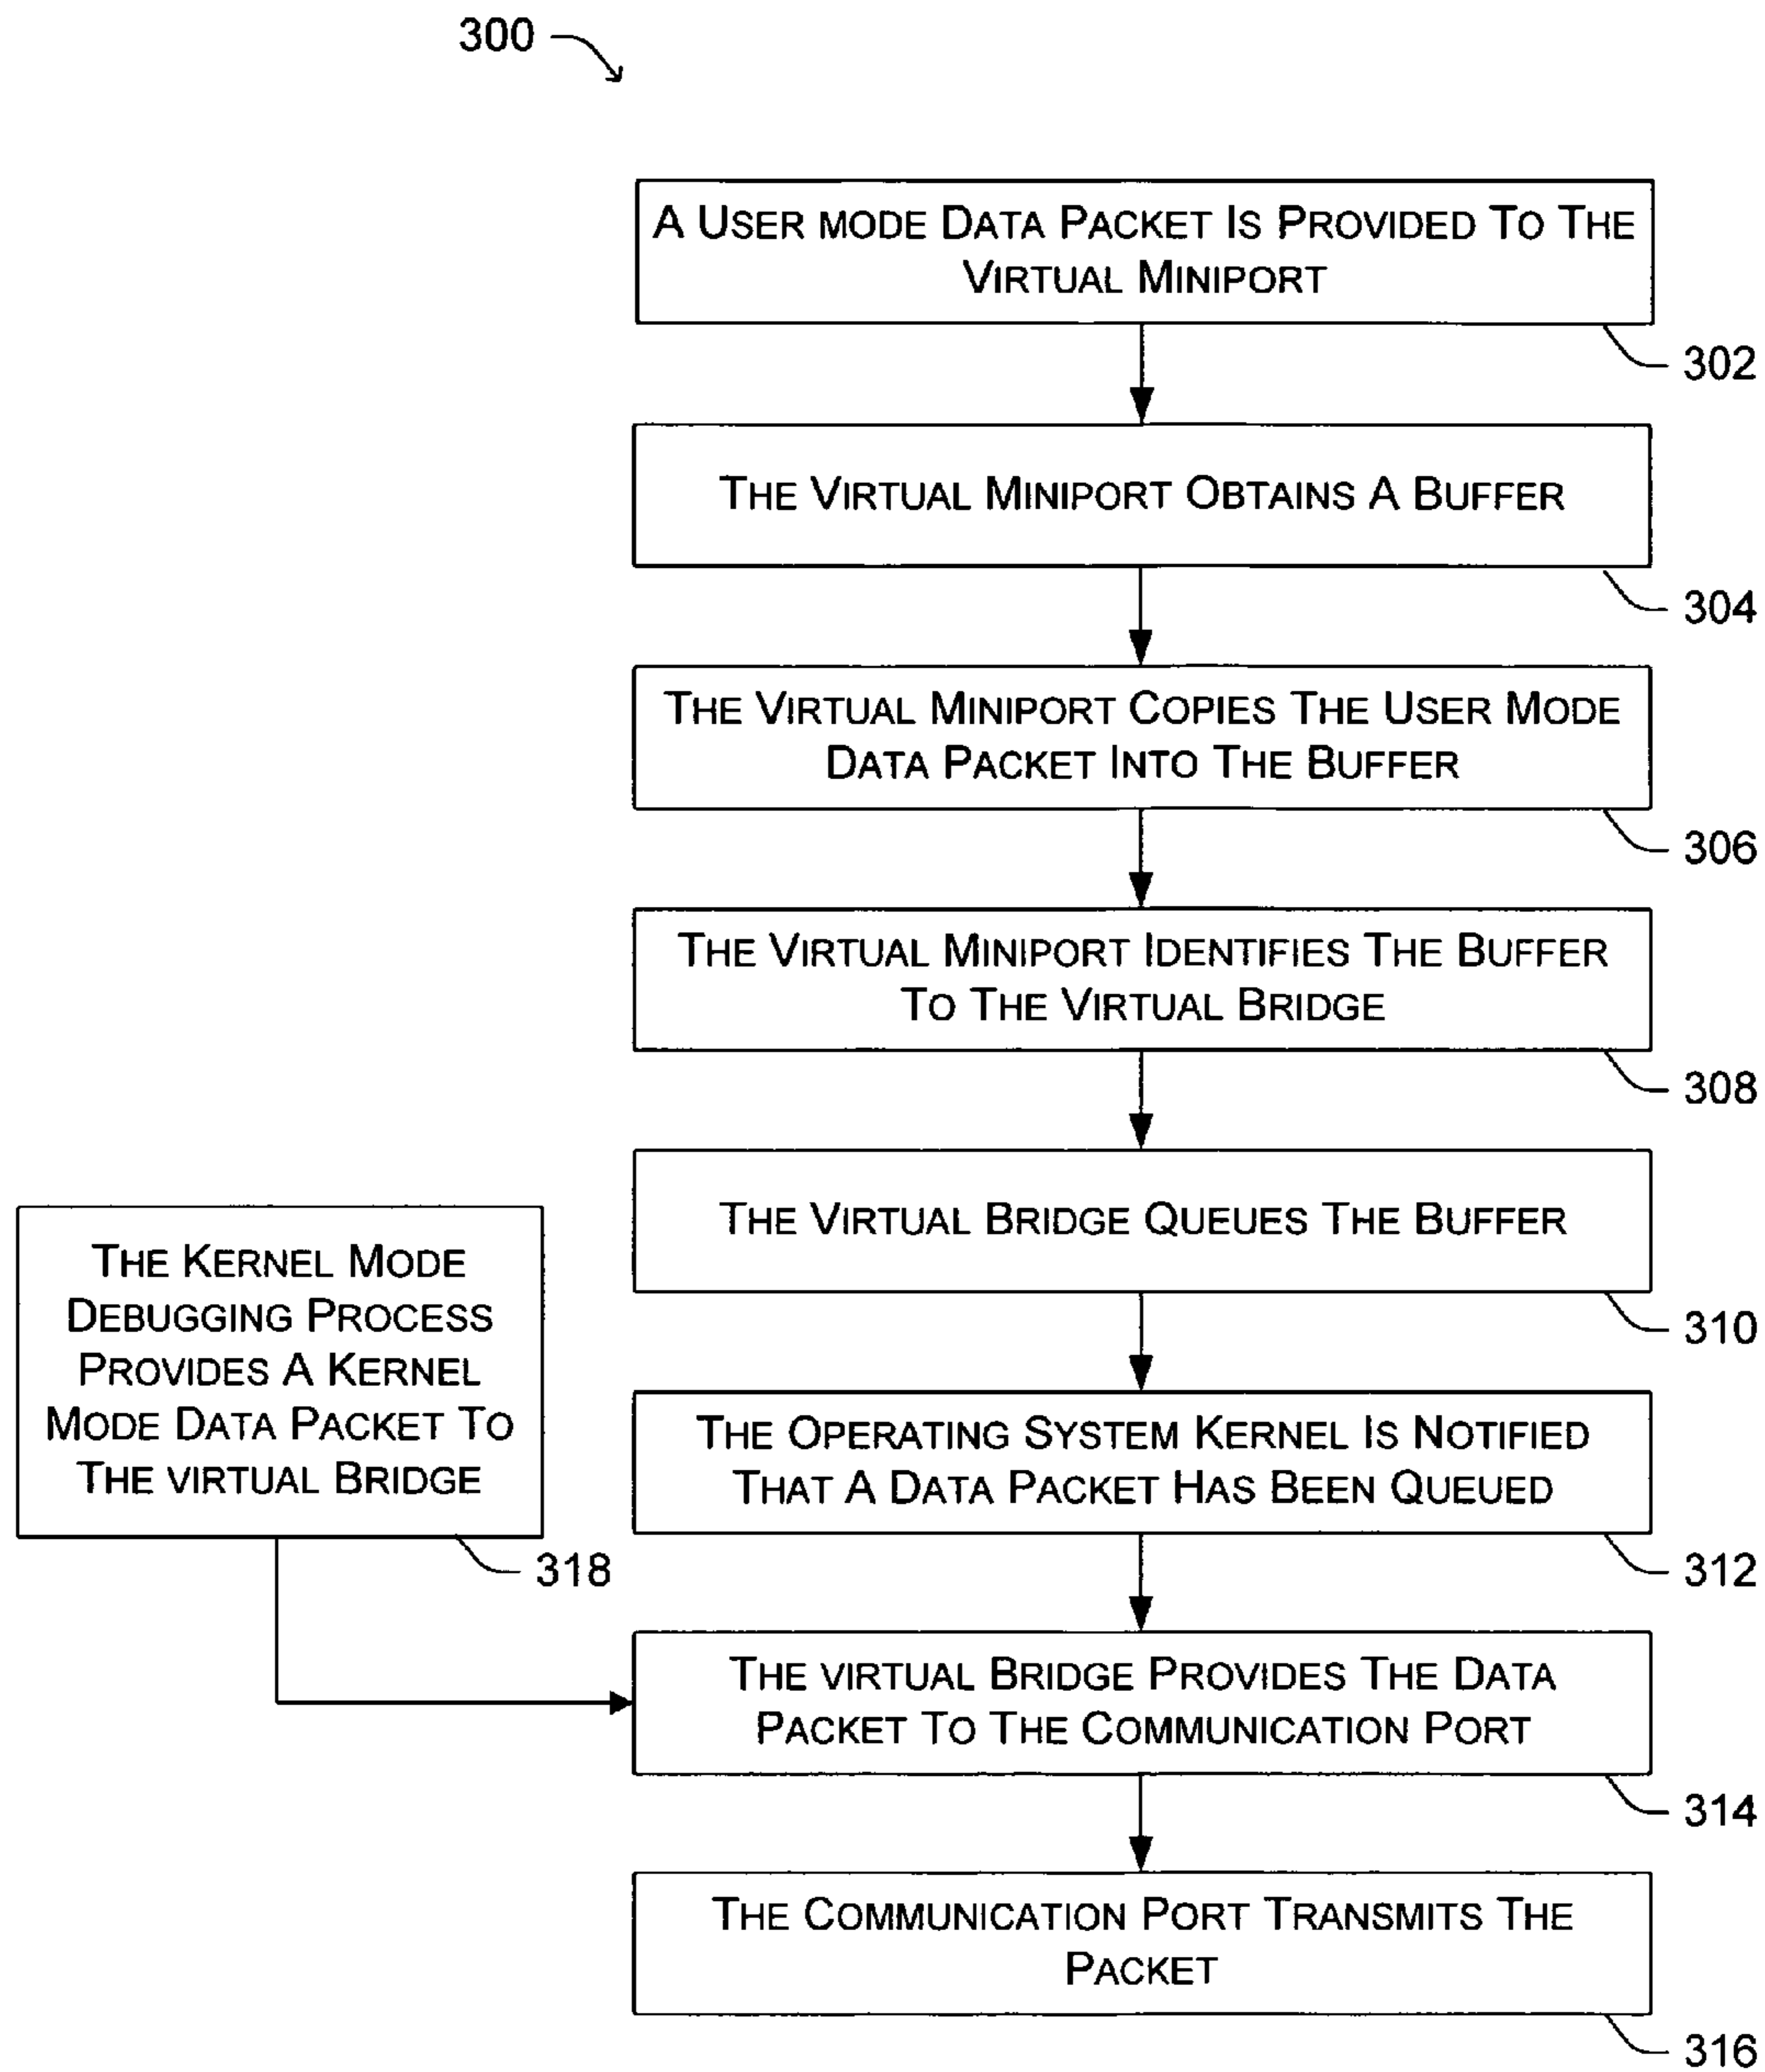 300
A USER MODE DATA PACKET IS PROVIDED TO THE
VIRTUAL MINIPORT
302
THE VIRTUAL MINIPORT OBTAINS A BUFFER
304
THE VIRTUAL MINIPORT COPIES THE USER MODE
DATA PACKET INTO THE BUFFER
306
THE VIRTUAL MINIPORT IDENTIFIES THE BUFFER
TO THE VIRTUAL BRIDGE
308
THE VIRTUAL BRIDGE QUEUES THE BUFFER
310
THE KERNEL MODE
DEBUGGING PROCESS
PROVIDES A KERNEL
MODE DATA PACKET TO
THE VIRTUAL BRIDGE
318
THE OPERATING SYSTEM KERNEL IS NOTIFIED
THAT A DATA PACKET HAS BEEN QUEUED
312
THE VIRTUAL BRIDGE PROVIDES THE DATA
PACKET TO THE COMMUNICATION PORT
314
THE COMMUNICATION PORT TRANSMITS THE
PACKET
316